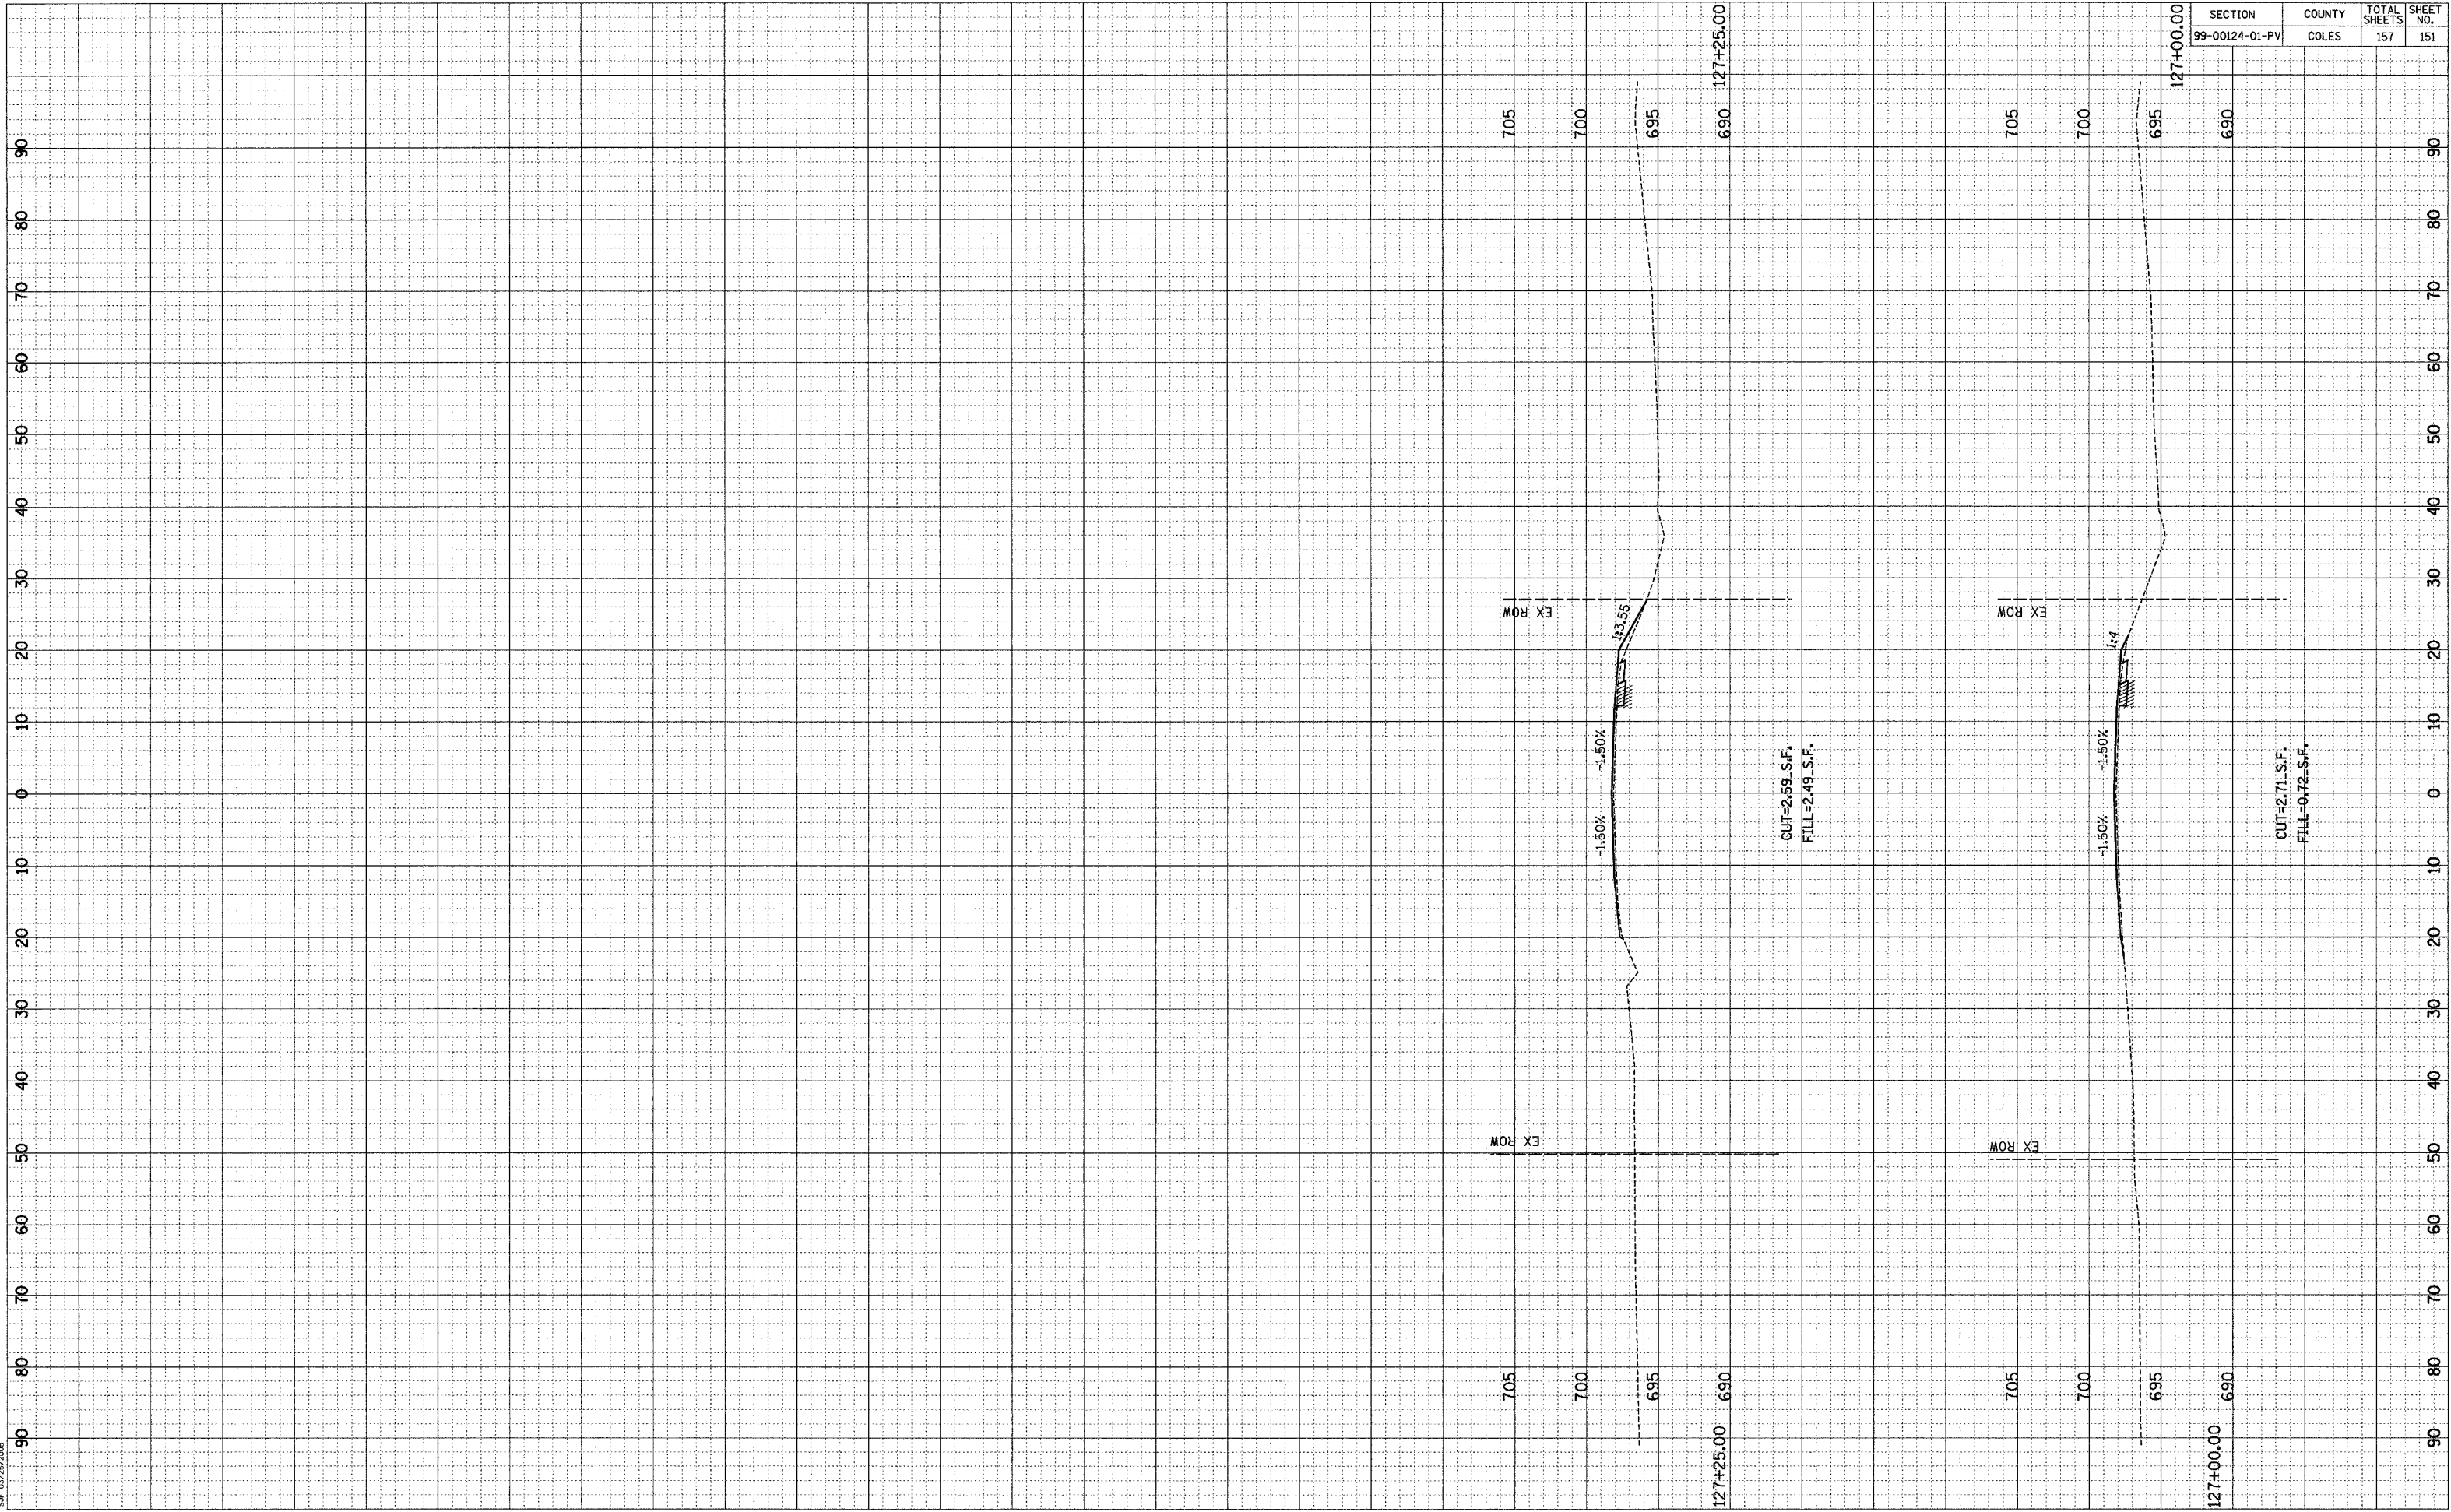 SECTION COUNTY TOTAL SHEETS SHEET NO.
99-00124-01-PV COLES 157 151
90 80 70 60 50 40 30 20 10 0 10 20 30 40 50 60 70 80 90
127+25.00
705 700 695 690
EX ROW
1:3.55
-1.50%
-1.50%
CUT=2.59 S.F.
FILL=2.49 S.F.
EX ROW
705 700 695 690
127+25.00
127+00.00
705 700 695 690
EX ROW
1:4
-1.50%
-1.50%
CUT=2.71 S.F.
FILL=0.72 S.F.
EX ROW
705 700 695 690
127+00.00
90 80 70 60 50 40 30 20 10 0 10 20 30 40 50 60 70 80 90